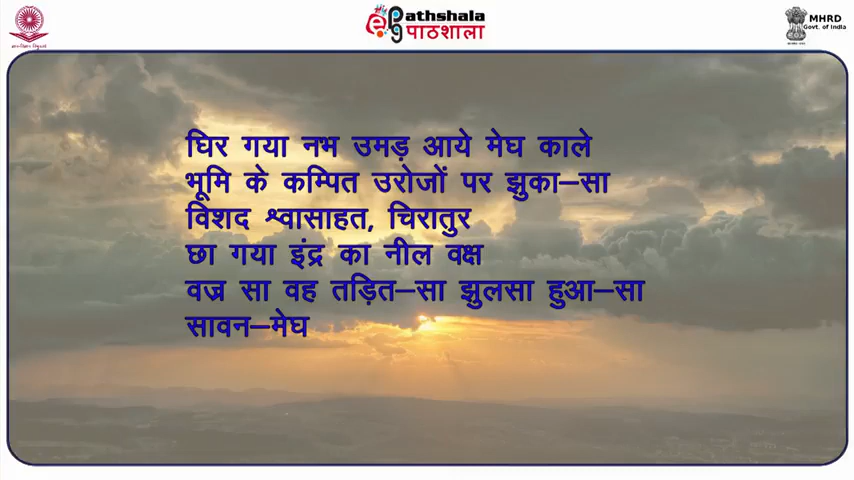 Pathshala
पाठशाला
MHRD
Govt. of India
घिर गया नभ उमड़ आये मेघ काले
भूमि के कम्पित उरोजों पर झुका–सा
विशद श्वासाहत, चिरातुर
छा गया इंद्र का नील वक्ष
वज्र सा वह तड़ित–सा झुलसा हुआ–सा
सावन–मेघ